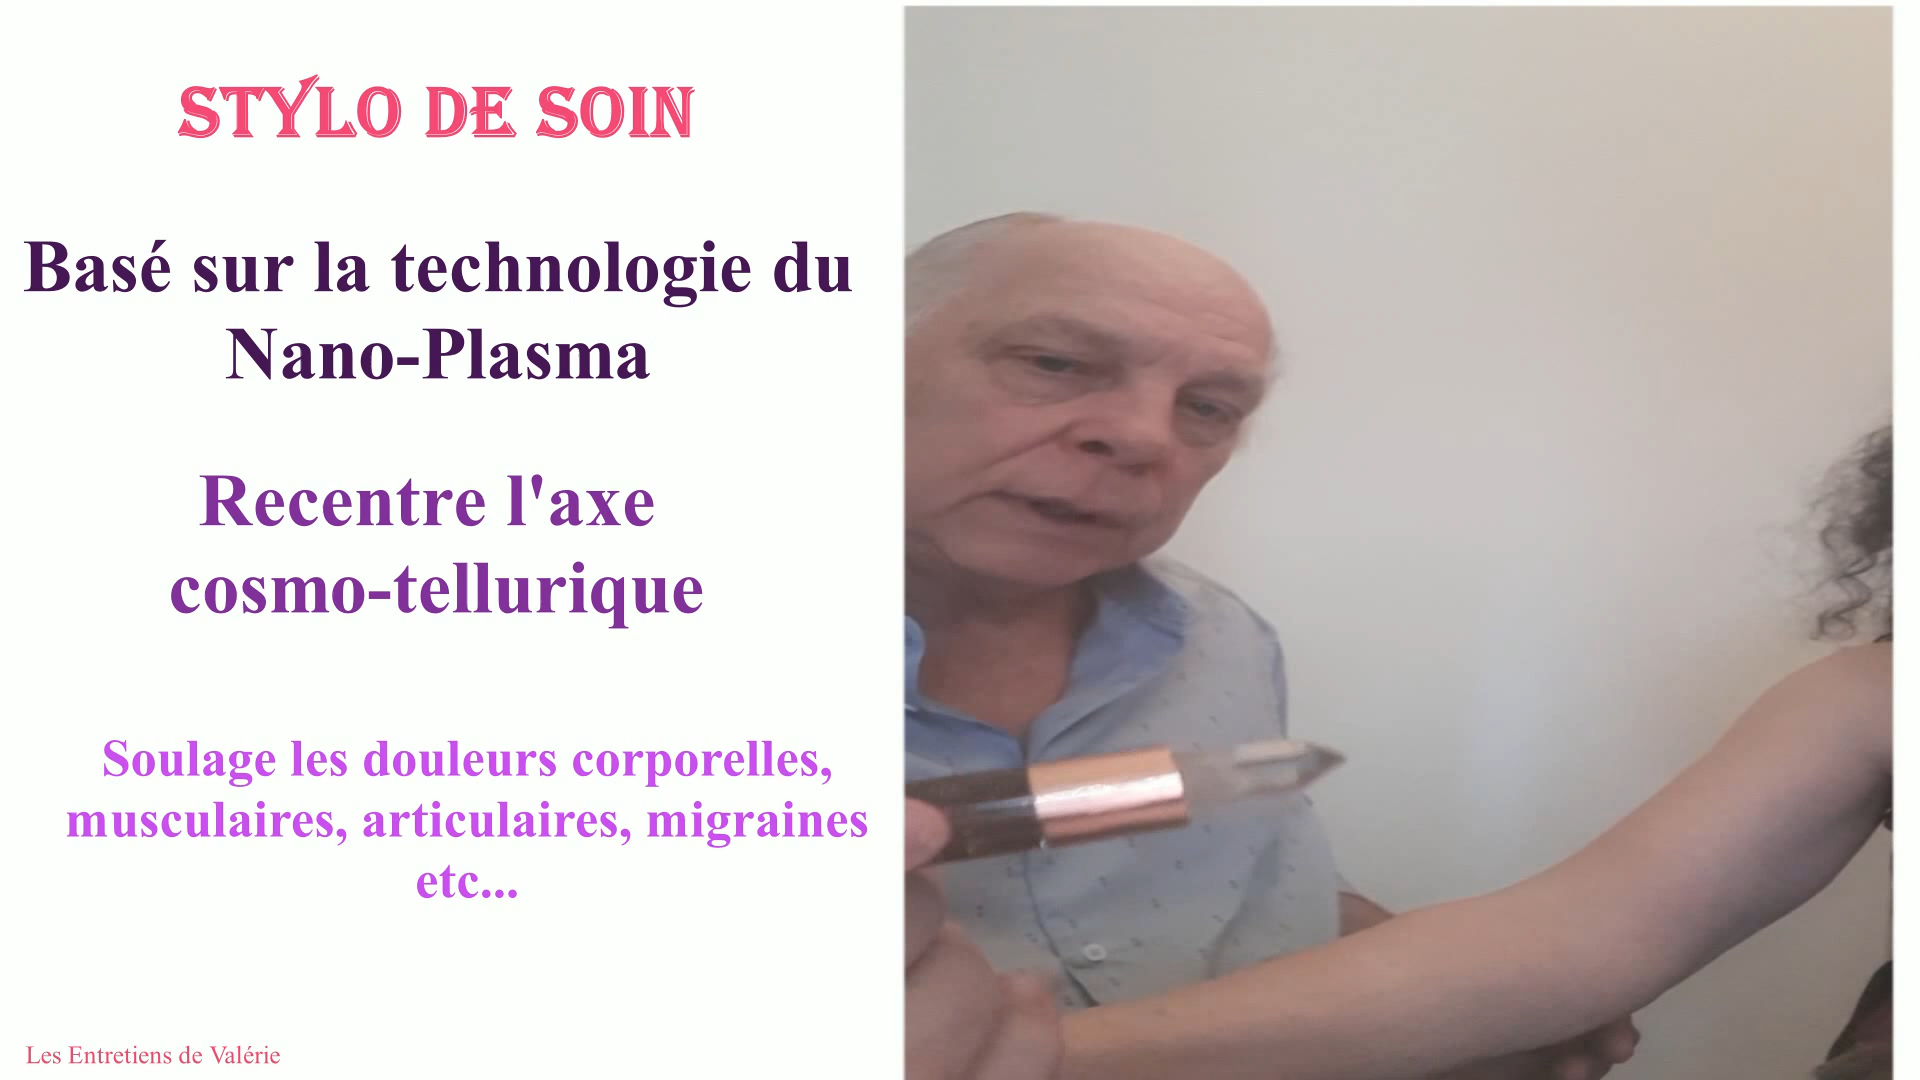 STYLO DE SOIN
Basé sur la technologie du
Nano-Plasma
Recentre l'axe
cosmo-tellurique
Soulage les douleurs corporelles,
musculaires, articulaires, migraines
etc...
Les Entretiens de Valérie